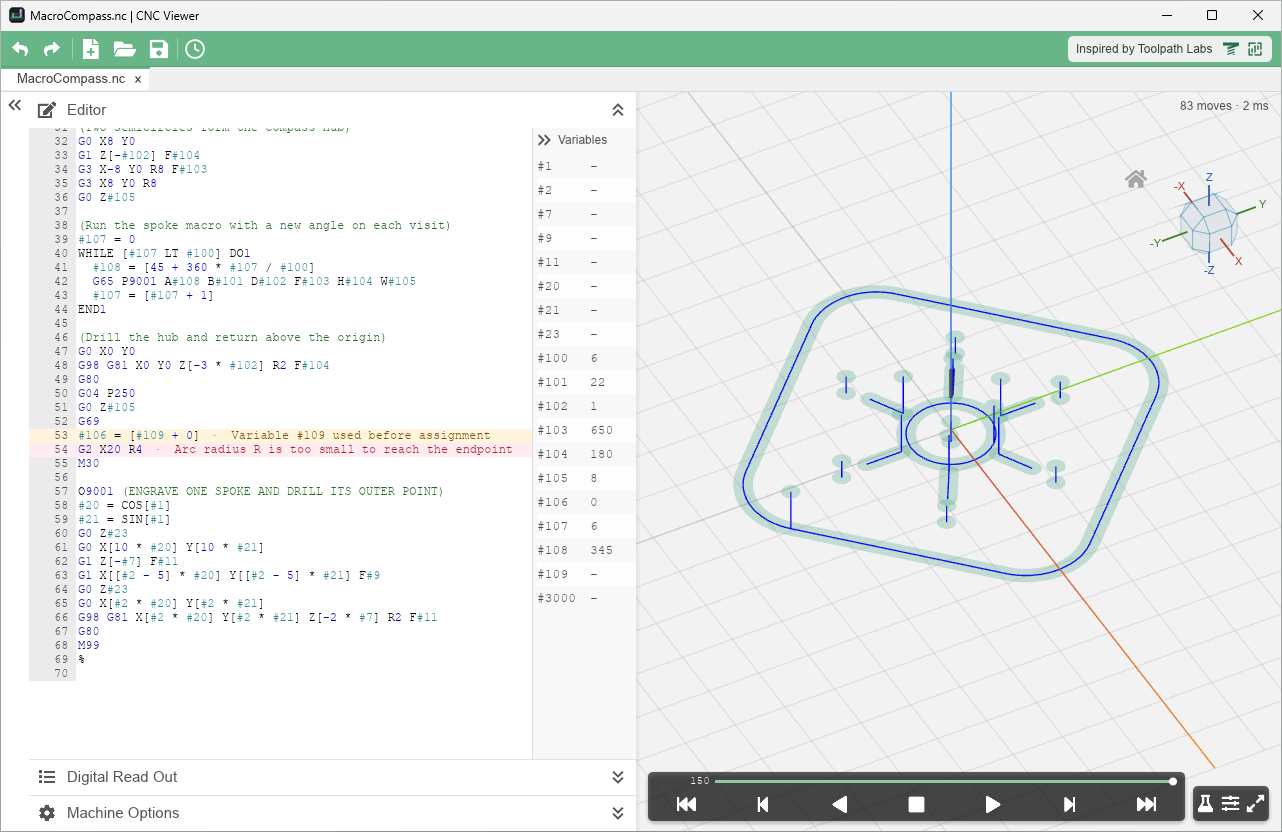 MacroCompass.nc | CNC Viewer
Inspired by Toolpath Labs
MacroCompass.nc x
Editor
31 (Two semicircles form the compass hub)
32 G0 X8 Y0
33 G1 Z[-#102] F#104
34 G3 X-8 Y0 R8 F#103
35 G3 X8 Y0 R8
36 G0 Z#105
37
38 (Run the spoke macro with a new angle on each visit)
39 #107 = 0
40 WHILE [#107 LT #100] DO1
41 #108 = [45 + 360 * #107 / #100]
42 G65 P9001 A#108 B#101 D#102 F#103 H#104 W#105
43 #107 = [#107 + 1]
44 END1
45
46 (Drill the hub and return above the origin)
47 G0 X0 Y0
48 G98 G81 X0 Y0 Z[-3 * #102] R2 F#104
49 G80
50 G04 P250
51 G0 Z#105
52 G69
53 #106 = [#109 + 0] · Variable #109 used before assignment
54 G2 X20 R4 · Arc radius R is too small to reach the endpoint
55 M30
56
57 O9001 (ENGRAVE ONE SPOKE AND DRILL ITS OUTER POINT)
58 #20 = COS[#1]
59 #21 = SIN[#1]
60 G0 Z#23
61 G0 X[10 * #20] Y[10 * #21]
62 G1 Z[-#7] F#11
63 G1 X[[#2 - 5] * #20] Y[[#2 - 5] * #21] F#9
64 G0 Z#23
65 G0 X[#2 * #20] Y[#2 * #21]
66 G98 G81 X[#2 * #20] Y[#2 * #21] Z[-2 * #7] R2 F#11
67 G80
68 M99
69 %
70
Variables
#1 –
#2 –
#7 –
#9 –
#11 –
#20 –
#21 –
#23 –
#100 6
#101 22
#102 1
#103 650
#104 180
#105 8
#106 0
#107 6
#108 345
#109 –
#3000 –
Digital Read Out
Machine Options
83 moves · 2 ms
Z
-X
Y
-Y
X
-Z
150